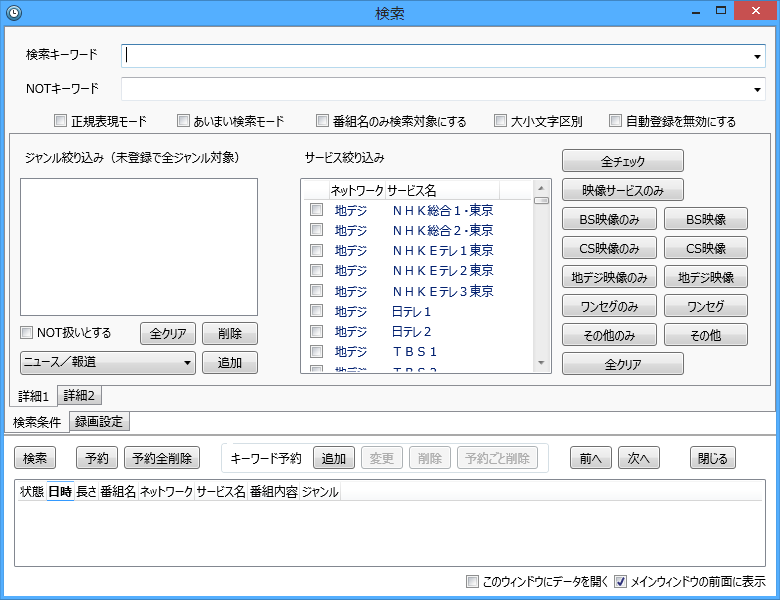 検索
検索キーワード
NOTキーワード
正規表現モード あいまい検索モード 番組名のみ検索対象にする 大小文字区別 自動登録を無効にする
ジャンル絞り込み（未登録で全ジャンル対象）
サービス絞り込み
ネットワーク サービス名
地デジ ＮＨＫ総合１・東京
地デジ ＮＨＫ総合２・東京
地デジ ＮＨＫＥテレ１東京
地デジ ＮＨＫＥテレ２東京
地デジ ＮＨＫＥテレ３東京
地デジ 日テレ１
地デジ 日テレ２
地デジ ＴＢＳ１
地デジ ＴＢＳ２
全チェック
映像サービスのみ
BS映像のみ BS映像
CS映像のみ CS映像
地デジ映像のみ 地デジ映像
ワンセグのみ ワンセグ
その他のみ その他
全クリア
NOT扱いとする 全クリア 削除
ニュース／報道 追加
詳細1 詳細2
検索条件 録画設定
検索 予約 予約全削除 キーワード予約 追加 変更 削除 予約ごと削除 前へ 次へ 閉じる
状態 日時 長さ 番組名 ネットワーク サービス名 番組内容 ジャンル
このウィンドウにデータを開く メインウィンドウの前面に表示